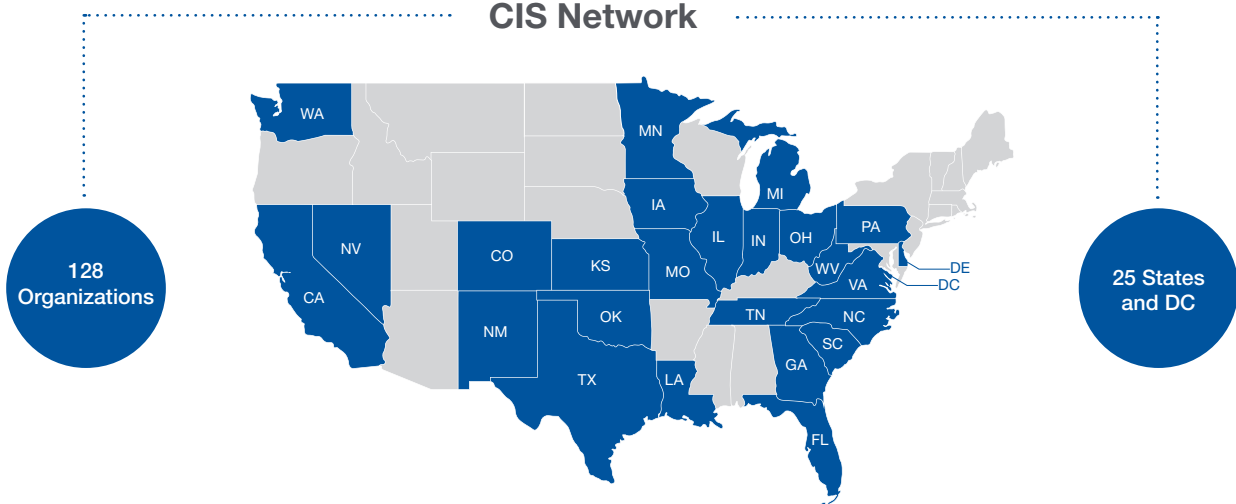 CIS Network
WA
MN
MI
IA
PA
NV
IL
IN
OH
CO
KS
MO
WV
DE
CA
VA
DC
NM
OK
TN
NC
SC
TX
LA
GA
FL
128
Organizations
25 States
and DC